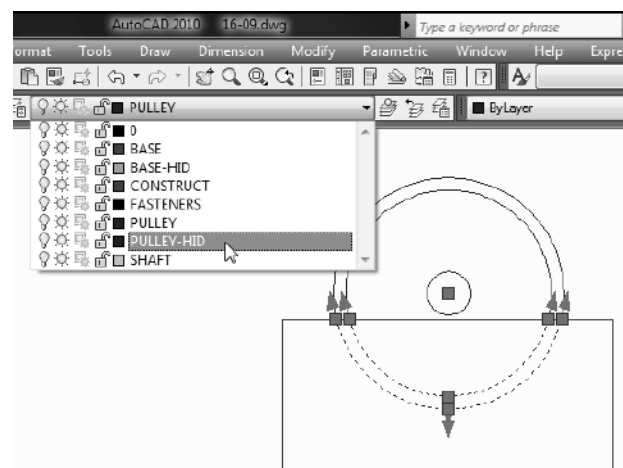 AutoCAD 2010 16-09.dwg Type a keyword or phrase
ormat Tools Draw Dimension Modify Parametric Window Help Expre
PULLEY ByLayer
0
BASE
BASE-HID
CONSTRUCT
FASTENERS
PULLEY
PULLEY-HID
SHAFT